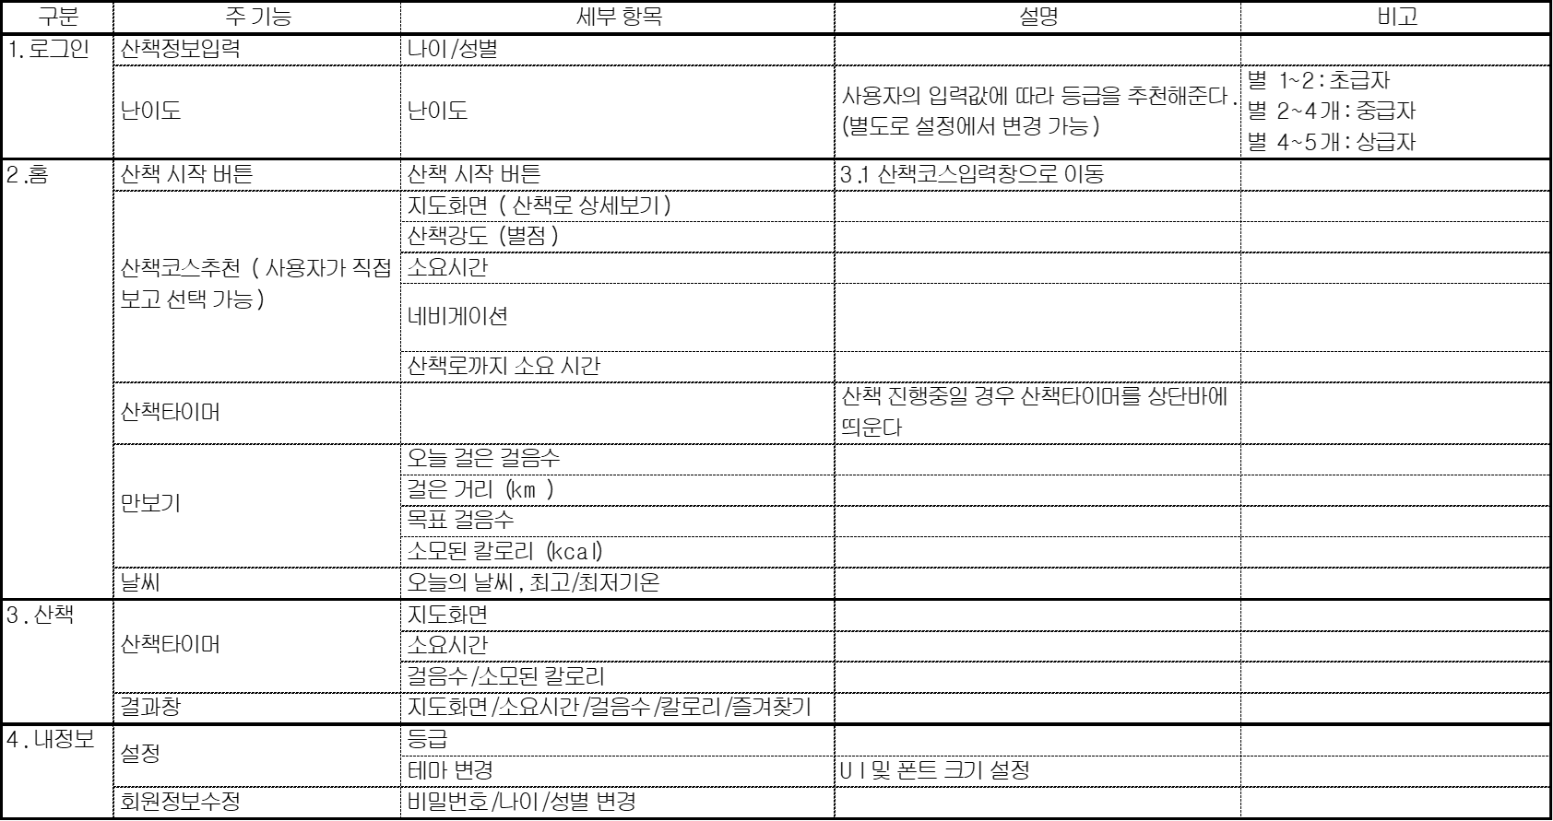 구분 주 기능 세부 항목 설명 비고
1. 로그인 산책정보입력 나이/성별
난이도 난이도 사용자의 입력값에 따라 등급을 추천해준다.
(별도로 설정에서 변경 가능)
별 1~2 : 초급자
별 2~4개 : 중급자
별 4~5개 : 상급자
2.홈 산책 시작 버튼 산책 시작 버튼 3.1 산책코스입력창으로 이동
산책코스추천 ( 사용자가 직접
보고 선택 가능)
지도화면 ( 산책로 상세보기)
산책강도 (별점)
소요시간
네비게이션
산책로까지 소요 시간
산책타이머 산책 진행중일 경우 산책타이머를 상단바에
띄운다
만보기
오늘 걸은 걸음수
걸은 거리 (km )
목표 걸음수
소모된 칼로리 (kcal)
날씨 오늘의 날씨, 최고/최저기온
3. 산책 산책타이머
지도화면
소요시간
걸음수/소모된 칼로리
결과창 지도화면/소요시간/걸음수/칼로리/즐겨찾기
4. 내정보 설정
등급
테마 변경 UI 및 폰트 크기 설정
회원정보수정 비밀번호/나이/성별 변경